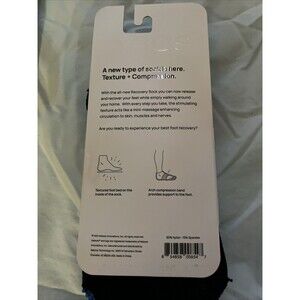 A new type of sock is here.
Texture + Compression.
With the all-new Recovery Sock you can now release
and recover your feet while simply walking around
your home. With every step you take, the stimulating
texture acts like a mini massage enhancing
circulation to skin, muscles and nerves.
Are you ready to experience your best foot recovery?
Textured foot bed on the
inside of the sock.
Arch compression band
provides support to the foot.